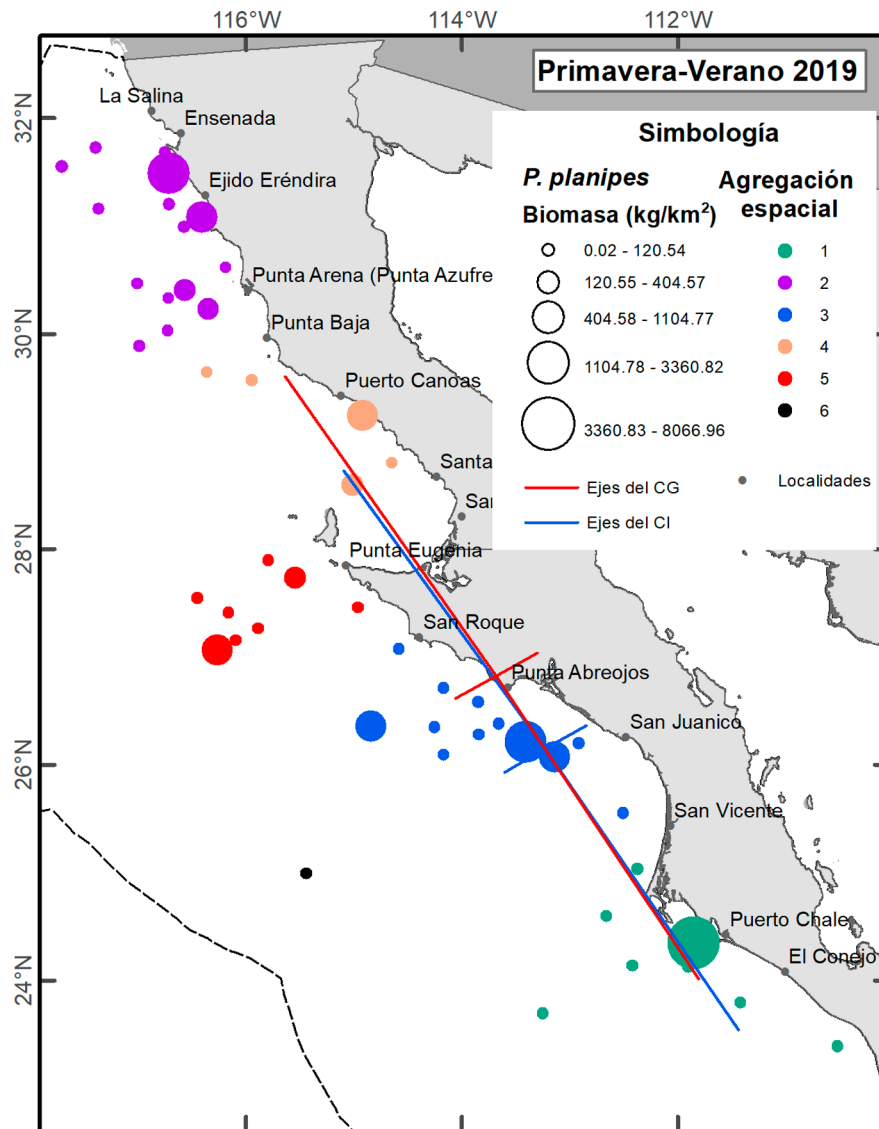 116°W 114°W 112°W
Primavera-Verano 2019
32°N
30°N
28°N
26°N
24°N
Simbología
P. planipes
Biomasa (kg/km²)
0.02 - 120.54
120.55 - 404.57
404.58 - 1104.77
1104.78 - 3360.82
3360.83 - 8066.96
Ejes del CG
Ejes del CI
Agregación
espacial
1
2
3
4
5
6
Localidades
La Salina
Ensenada
Ejido Eréndira
Punta Arena (Punta Azufre
Punta Baja
Puerto Canoas
Santa
Sa
Punta Eugenia
San Roque
Punta Abreojos
San Juanico
San Vicente
Puerto Chale
El Conejo